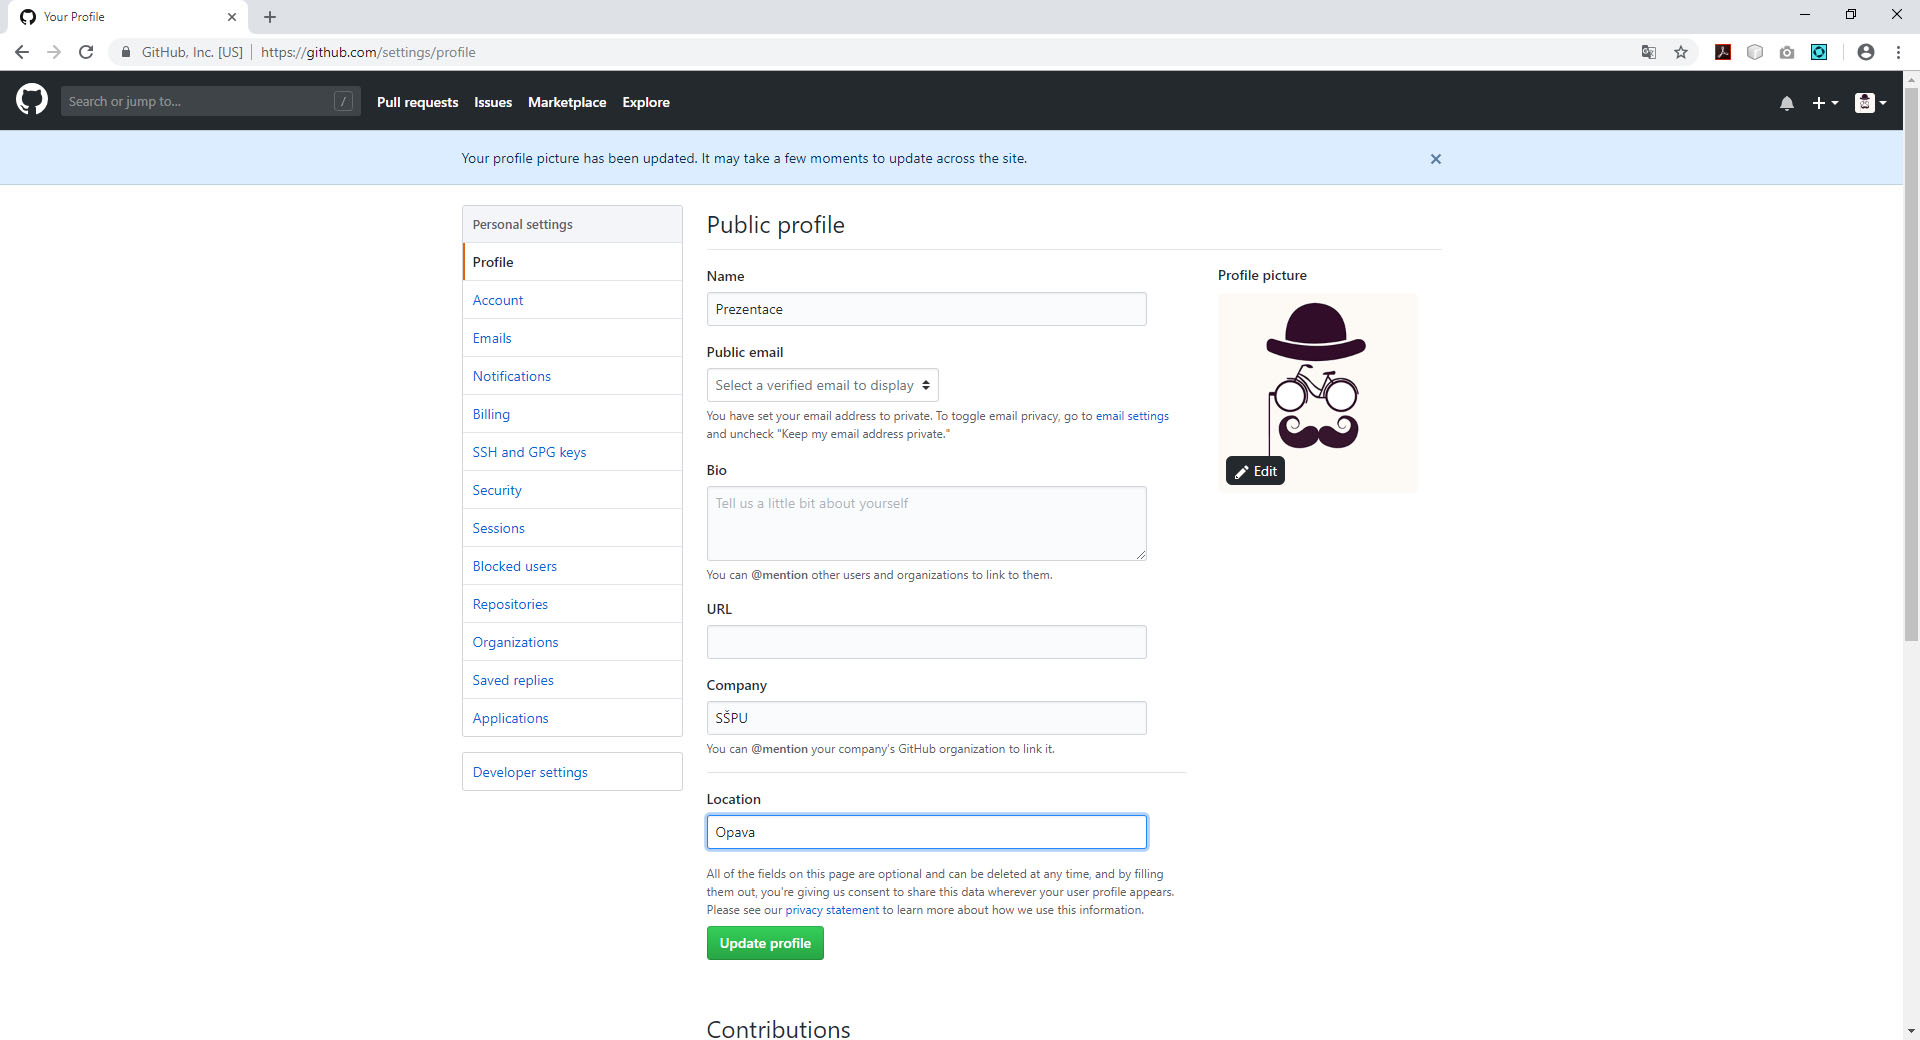 Your Profile
GitHub, Inc. [US] | https://github.com/settings/profile
Search or jump to... / Pull requests Issues Marketplace Explore
Your profile picture has been updated. It may take a few moments to update across the site.
Personal settings
Profile
Account
Emails
Notifications
Billing
SSH and GPG keys
Security
Sessions
Blocked users
Repositories
Organizations
Saved replies
Applications
Developer settings
Public profile
Name
Prezentace
Public email
Select a verified email to display
You have set your email address to private. To toggle email privacy, go to email settings
and uncheck "Keep my email address private."
Bio
Tell us a little bit about yourself
You can @mention other users and organizations to link to them.
URL
Company
SŠPU
You can @mention your company's GitHub organization to link it.
Location
Opava
All of the fields on this page are optional and can be deleted at any time, and by filling
them out, you're giving us consent to share this data wherever your user profile appears.
Please see our privacy statement to learn more about how we use this information.
Update profile
Contributions
Profile picture
Edit